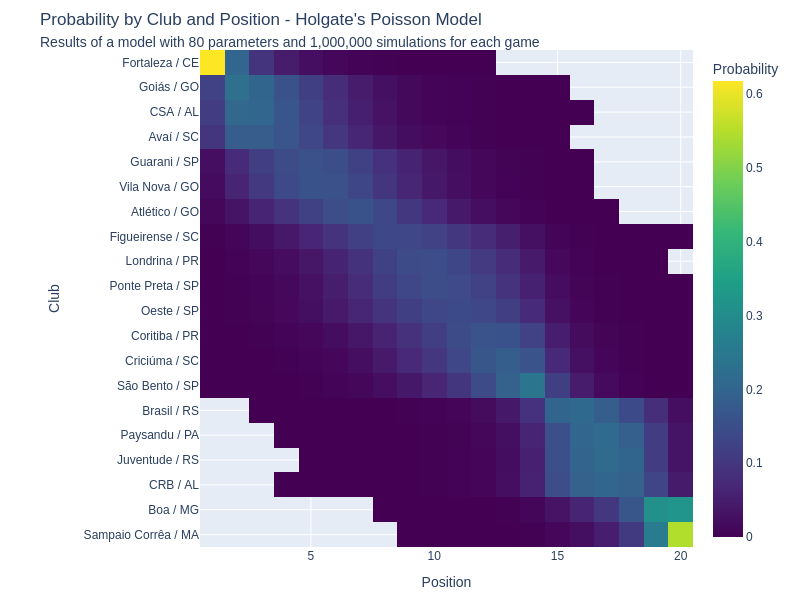 Probability by Club and Position - Holgate's Poisson Model
Results of a model with 80 parameters and 1,000,000 simulations for each game
Probability
Fortaleza / CE
Goiás / GO
CSA / AL
Avaí / SC
Guarani / SP
Vila Nova / GO
Atlético / GO
Figueirense / SC
Londrina / PR
Ponte Preta / SP
Oeste / SP
Coritiba / PR
Criciúma / SC
São Bento / SP
Brasil / RS
Paysandu / PA
Juventude / RS
CRB / AL
Boa / MG
Sampaio Corrêa / MA
Club
5
10
15
20
Position
0.6
0.5
0.4
0.3
0.2
0.1
0